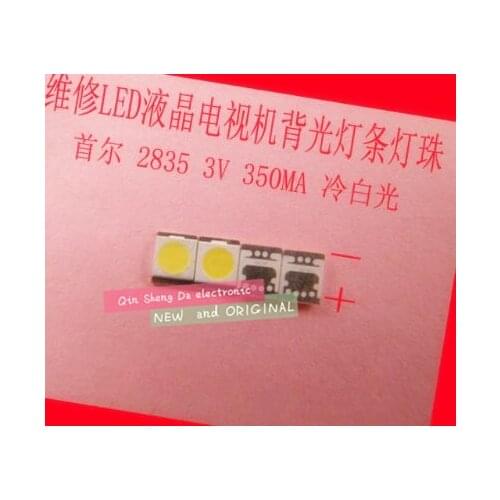 维修LED液晶电视机背光灯条灯珠
首尔 2835 3V 350MA 冷白光
−
+
Qin Sheng Da electronic
NEW and ORIGINAL